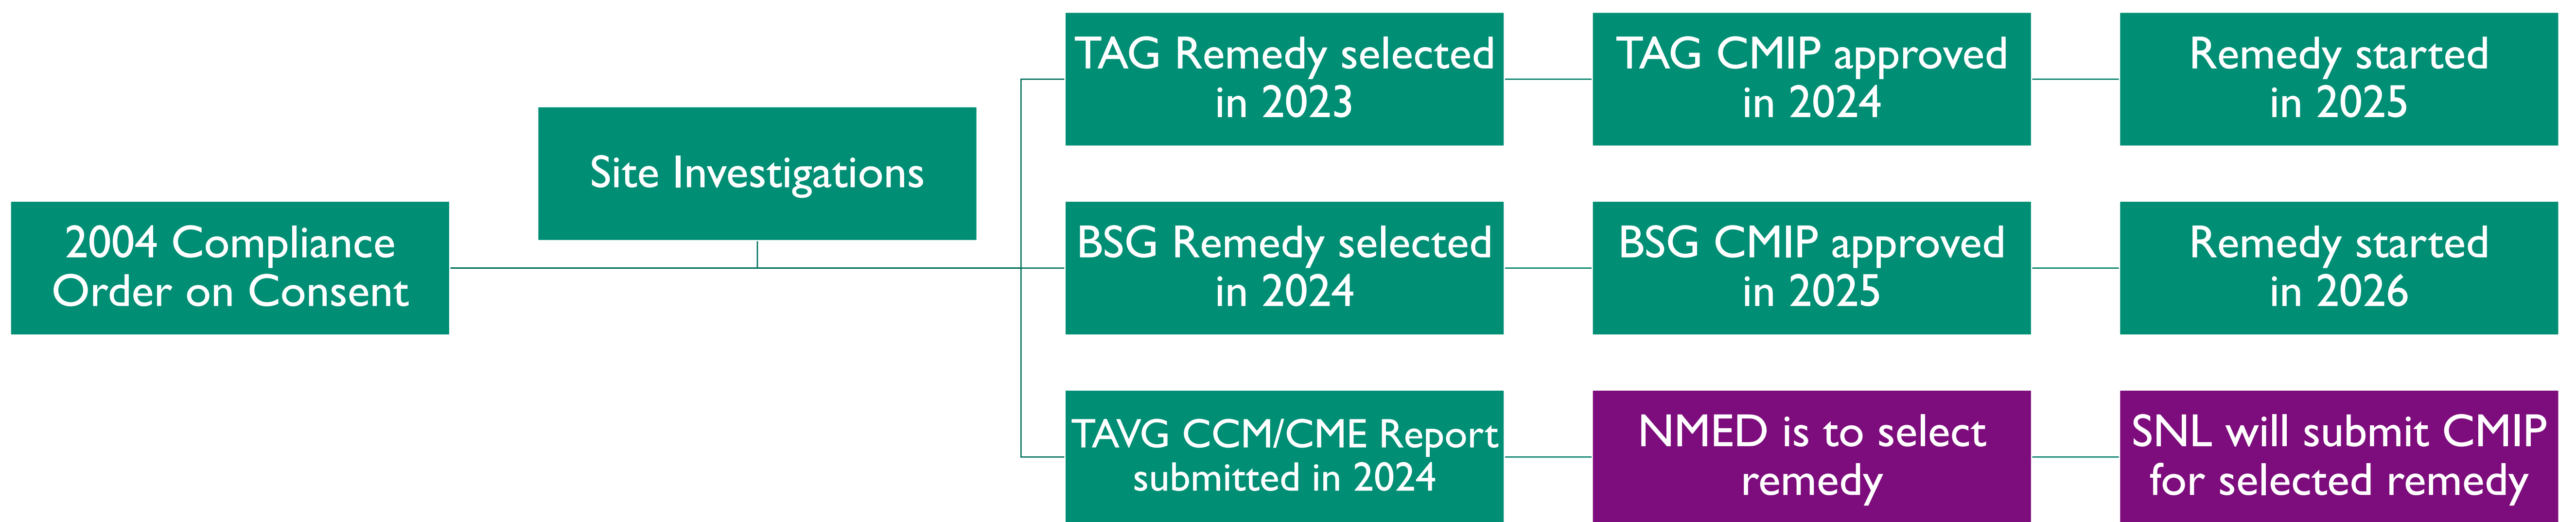 2004 Compliance
Order on Consent
Site Investigations
TAG Remedy selected
in 2023
TAG CMIP approved
in 2024
Remedy started
in 2025
BSG Remedy selected
in 2024
BSG CMIP approved
in 2025
Remedy started
in 2026
TAVG CCM/CME Report
submitted in 2024
NMED is to select
remedy
SNL will submit CMIP
for selected remedy